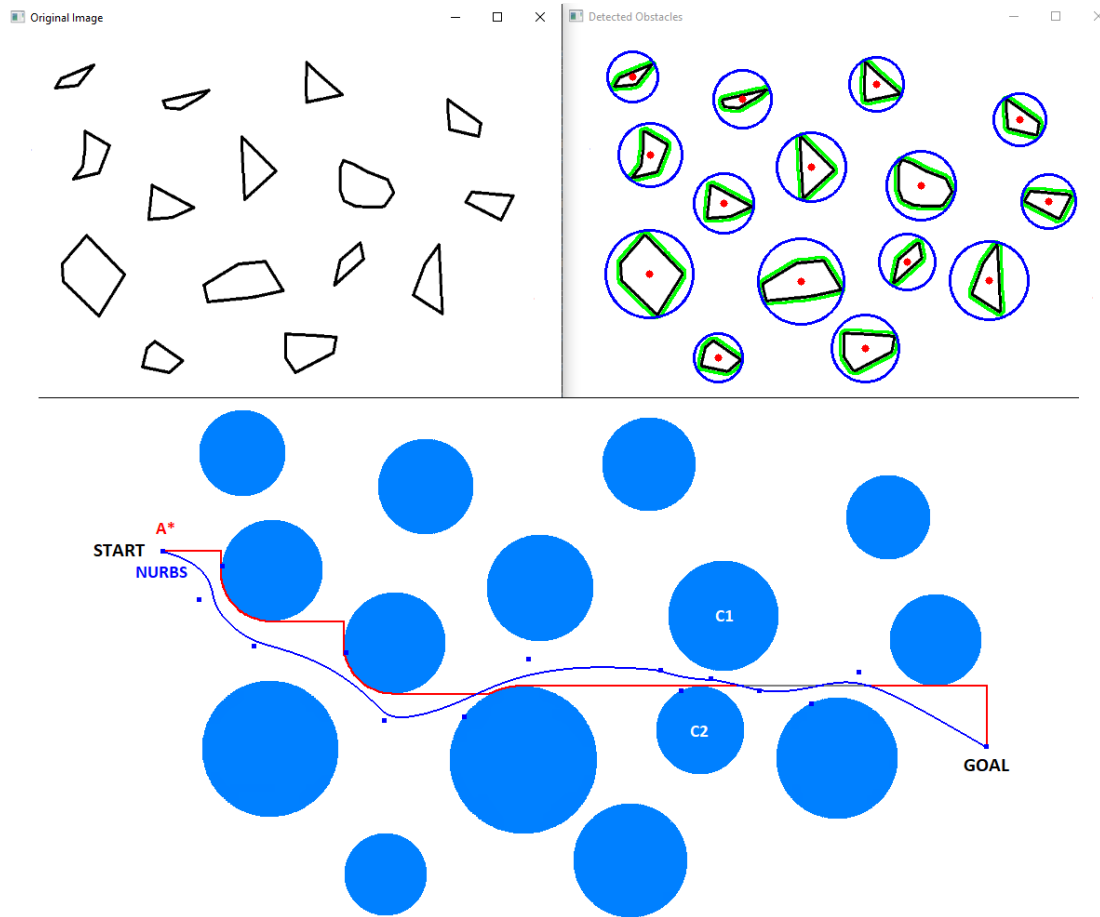 Original Image
Detected Obstacles
A*
START
NURBS
C1
C2
GOAL